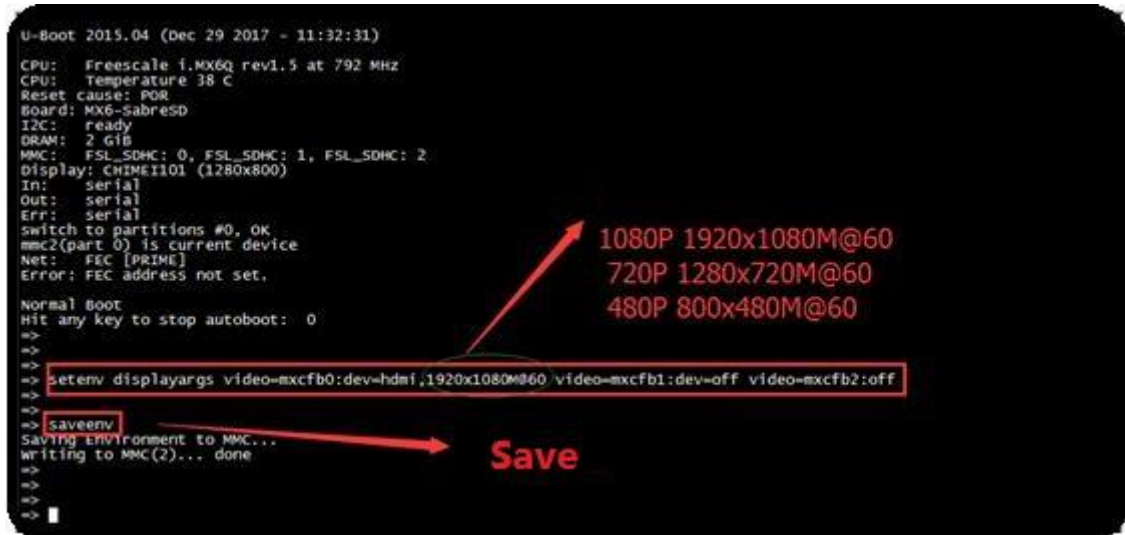 U-Boot 2015.04 (Dec 29 2017 - 11:32:31)
CPU: Freescale i.MX6Q rev1.5 at 792 MHz
CPU: Temperature 38 C
Reset cause: POR
Board: MX6-SabreSD
I2C: ready
DRAM: 2 GiB
MMC: FSL_SDHC: 0, FSL_SDHC: 1, FSL_SDHC: 2
Display: CHIMEI101 (1280x800)
In: serial
Out: serial
Err: serial
switch to partitions #0, OK
mmc2(part 0) is current device
Net: FEC [PRIME]
Error: FEC address not set.
Normal Boot
Hit any key to stop autoboot: 0
=>
=>
=>
=> setenv displayargs video=mxcfb0:dev=hdmi,1920x1080M@60 video=mxcfb1:dev=off video=mxcfb2:off
=>
=>
=> saveenv
Saving Environment to MMC...
Writing to MMC(2)... done
=>
=>
=>
=>
1080P 1920x1080M@60
720P 1280x720M@60
480P 800x480M@60
Save